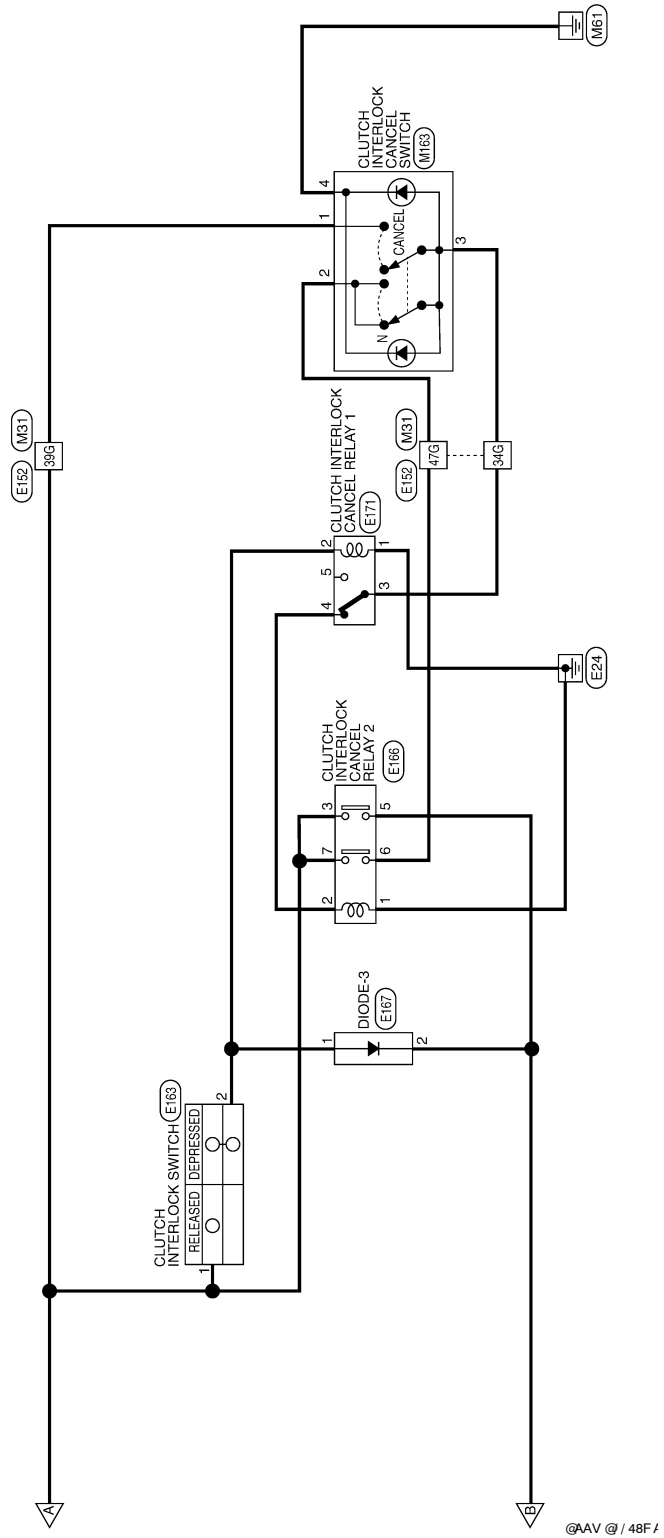 E152 M31
39G
A
CLUTCH
INTERLOCK SWITCH
E163
RELEASED DEPRESSED
1
2
DIODE-3
E167
1
2
CLUTCH
INTERLOCK
CANCEL
RELAY 2
E166
2 7 3
1 6 5
CLUTCH INTERLOCK
CANCEL RELAY 1
E171
4 5 2
3 1
E152 M31
47G
34G
CLUTCH
INTERLOCK
CANCEL
SWITCH
M163
2 1 4
N CANCEL
3
B
E24
M61
@AAV @/ 48F A